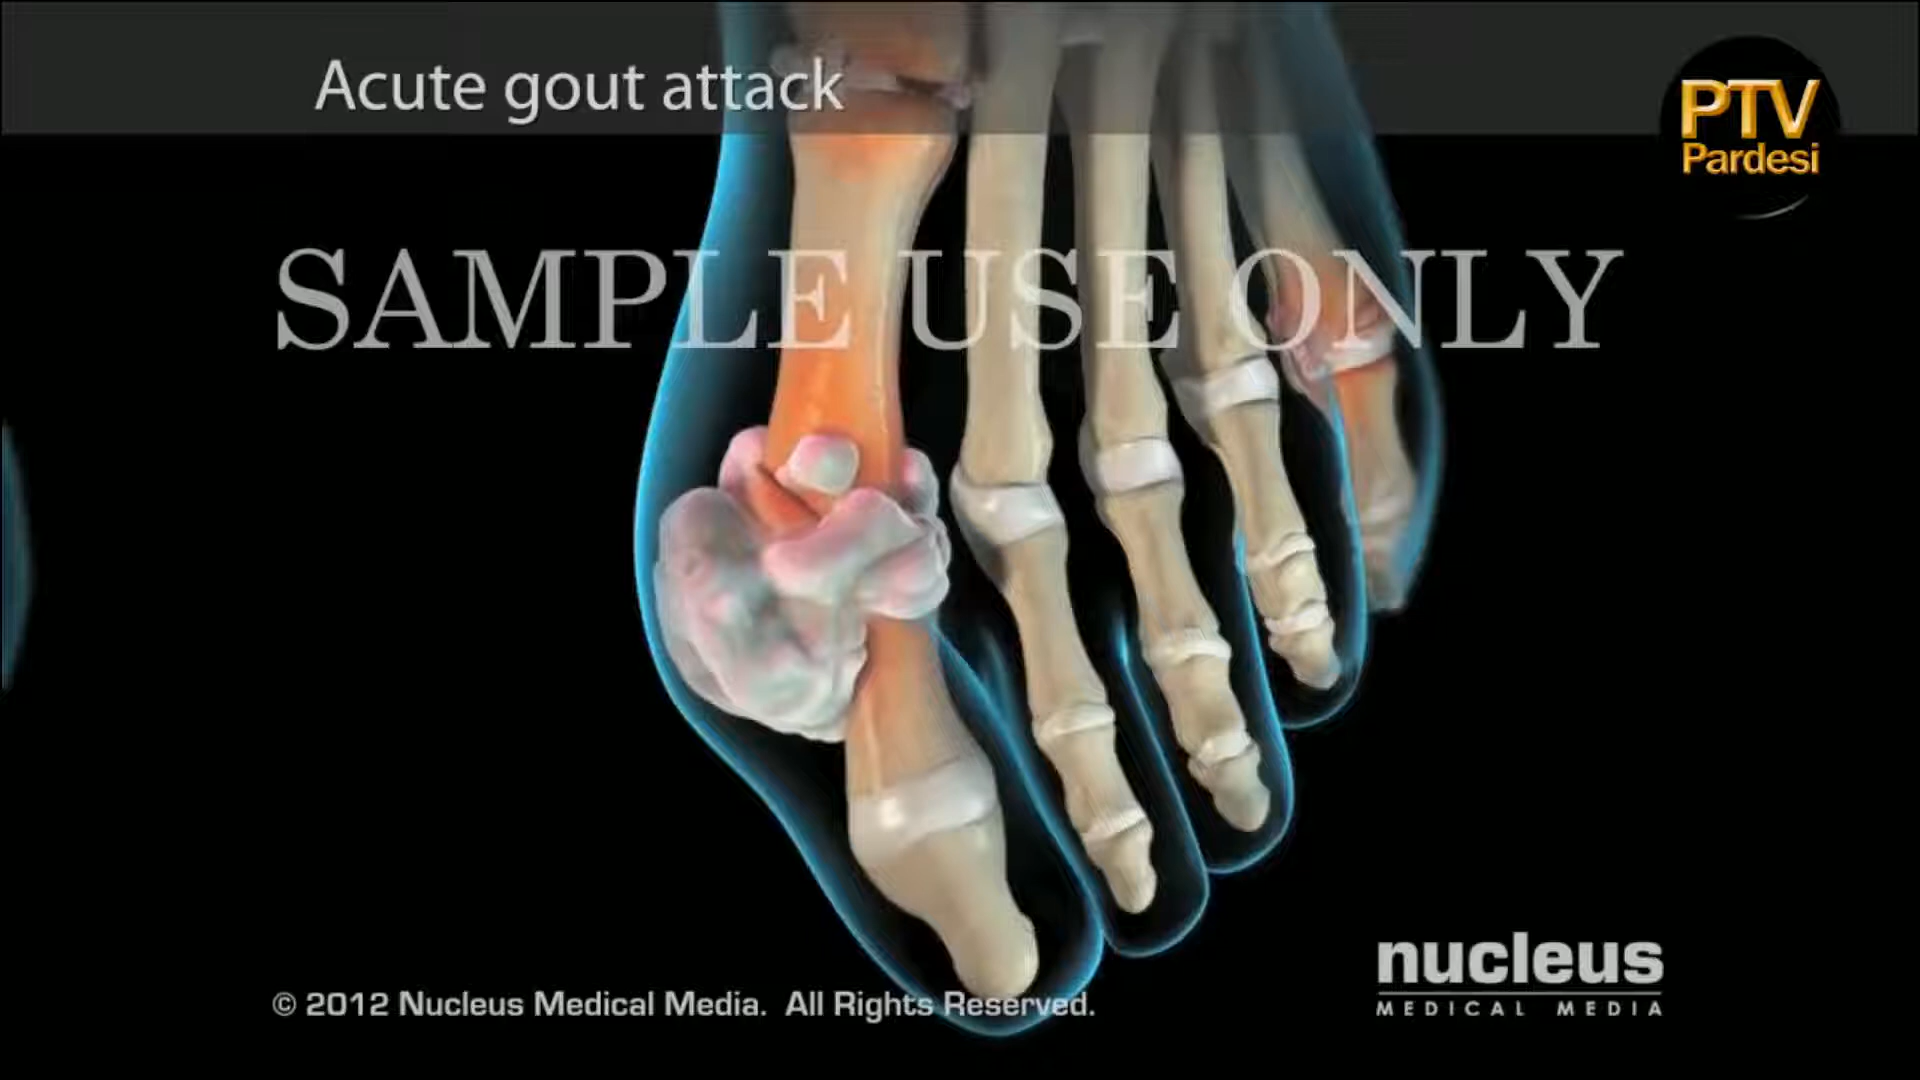 Acute gout attack
PTV
Pardesi
SAMPLE USE ONLY
nucleus
MEDICAL MEDIA
© 2012 Nucleus Medical Media. All Rights Reserved.